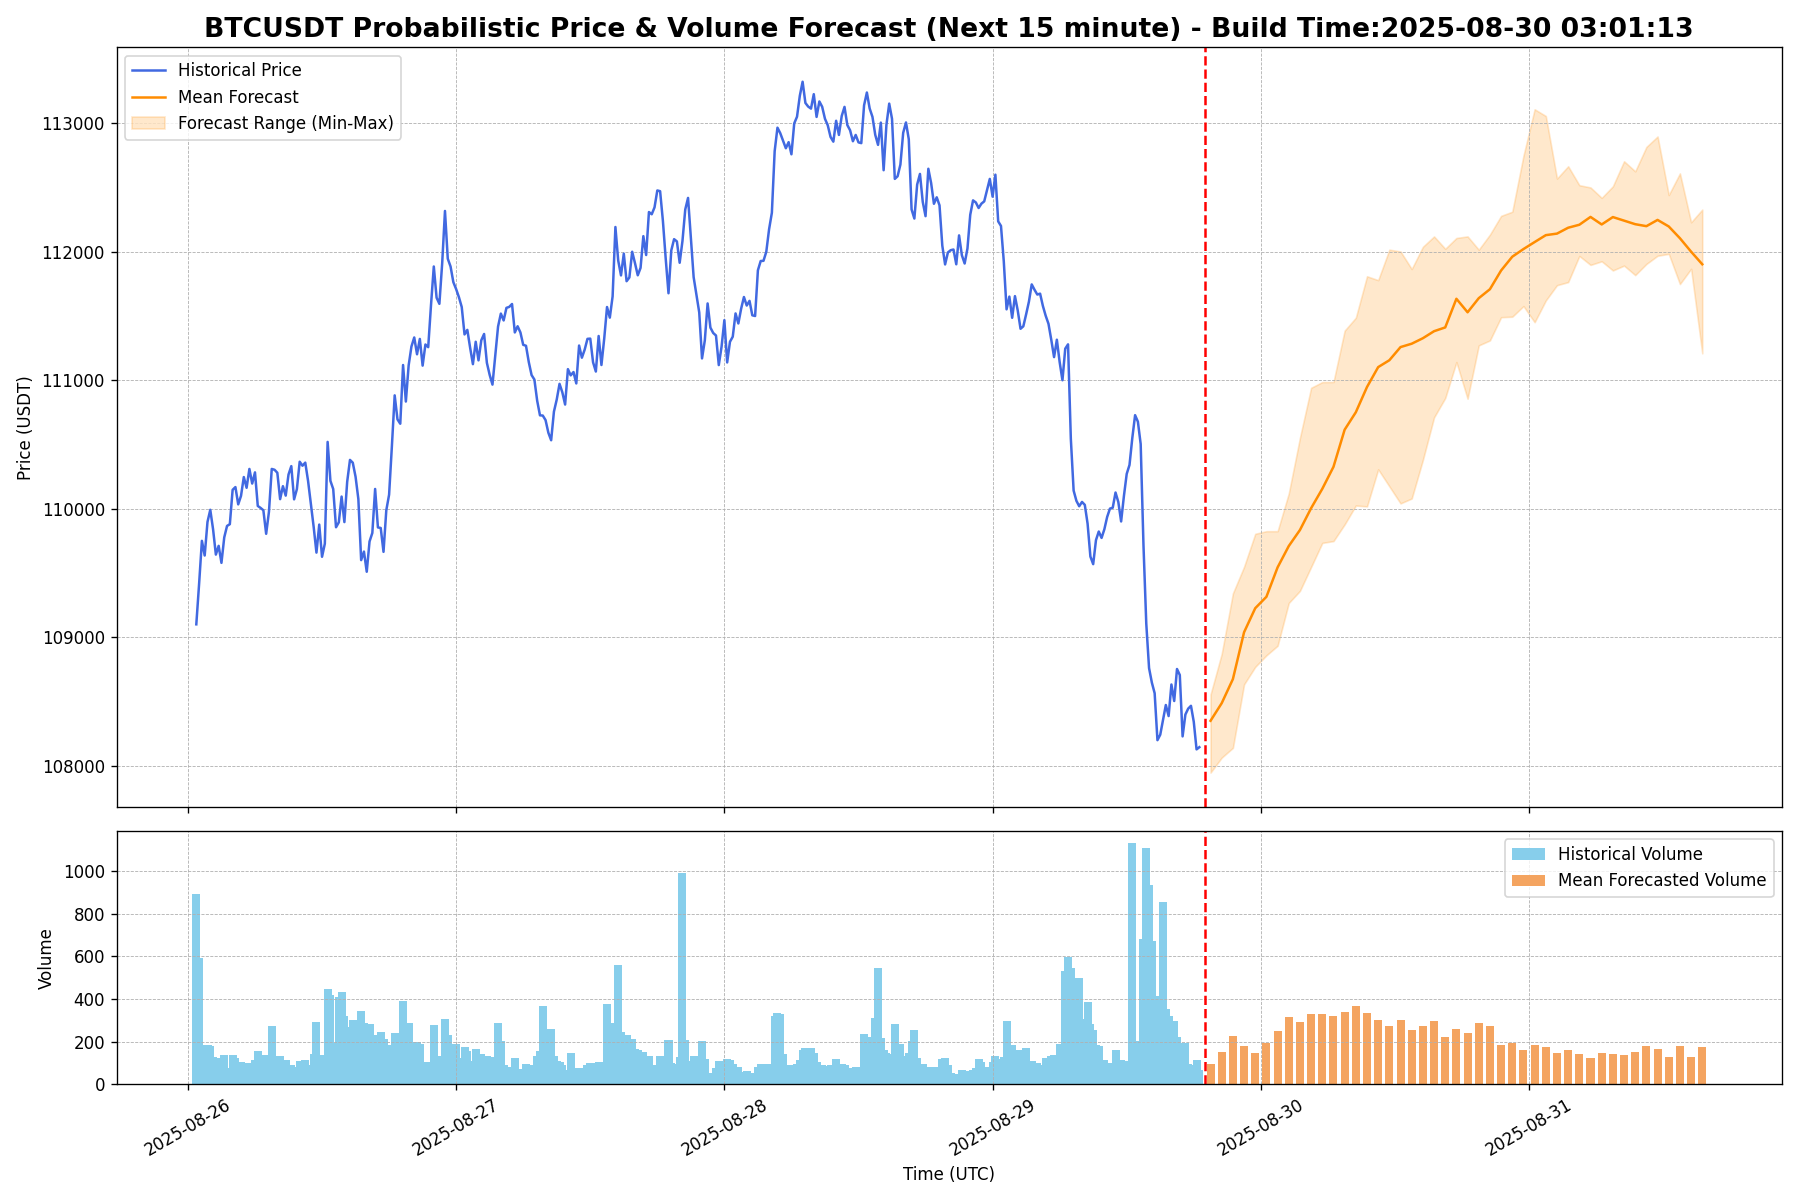 BTCUSDT Probabilistic Price & Volume Forecast (Next 15 minute) - Build Time:2025-08-30 03:01:13
Historical Price
Mean Forecast
Forecast Range (Min-Max)
Price (USDT)
113000
112000
111000
110000
109000
108000
Historical Volume
Mean Forecasted Volume
Volume
1000
800
600
400
200
0
2025-08-26
2025-08-27
2025-08-28
2025-08-29
2025-08-30
2025-08-31
Time (UTC)